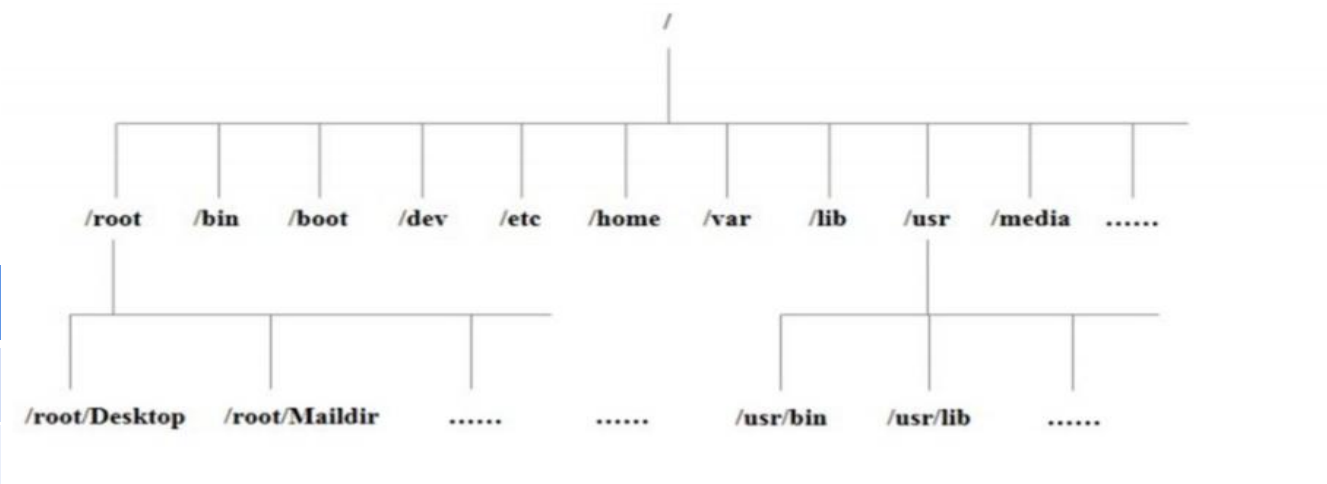 /
/root /bin /boot /dev /etc /home /var /lib /usr /media ......
/root/Desktop /root/Maildir ...... ...... /usr/bin /usr/lib ......